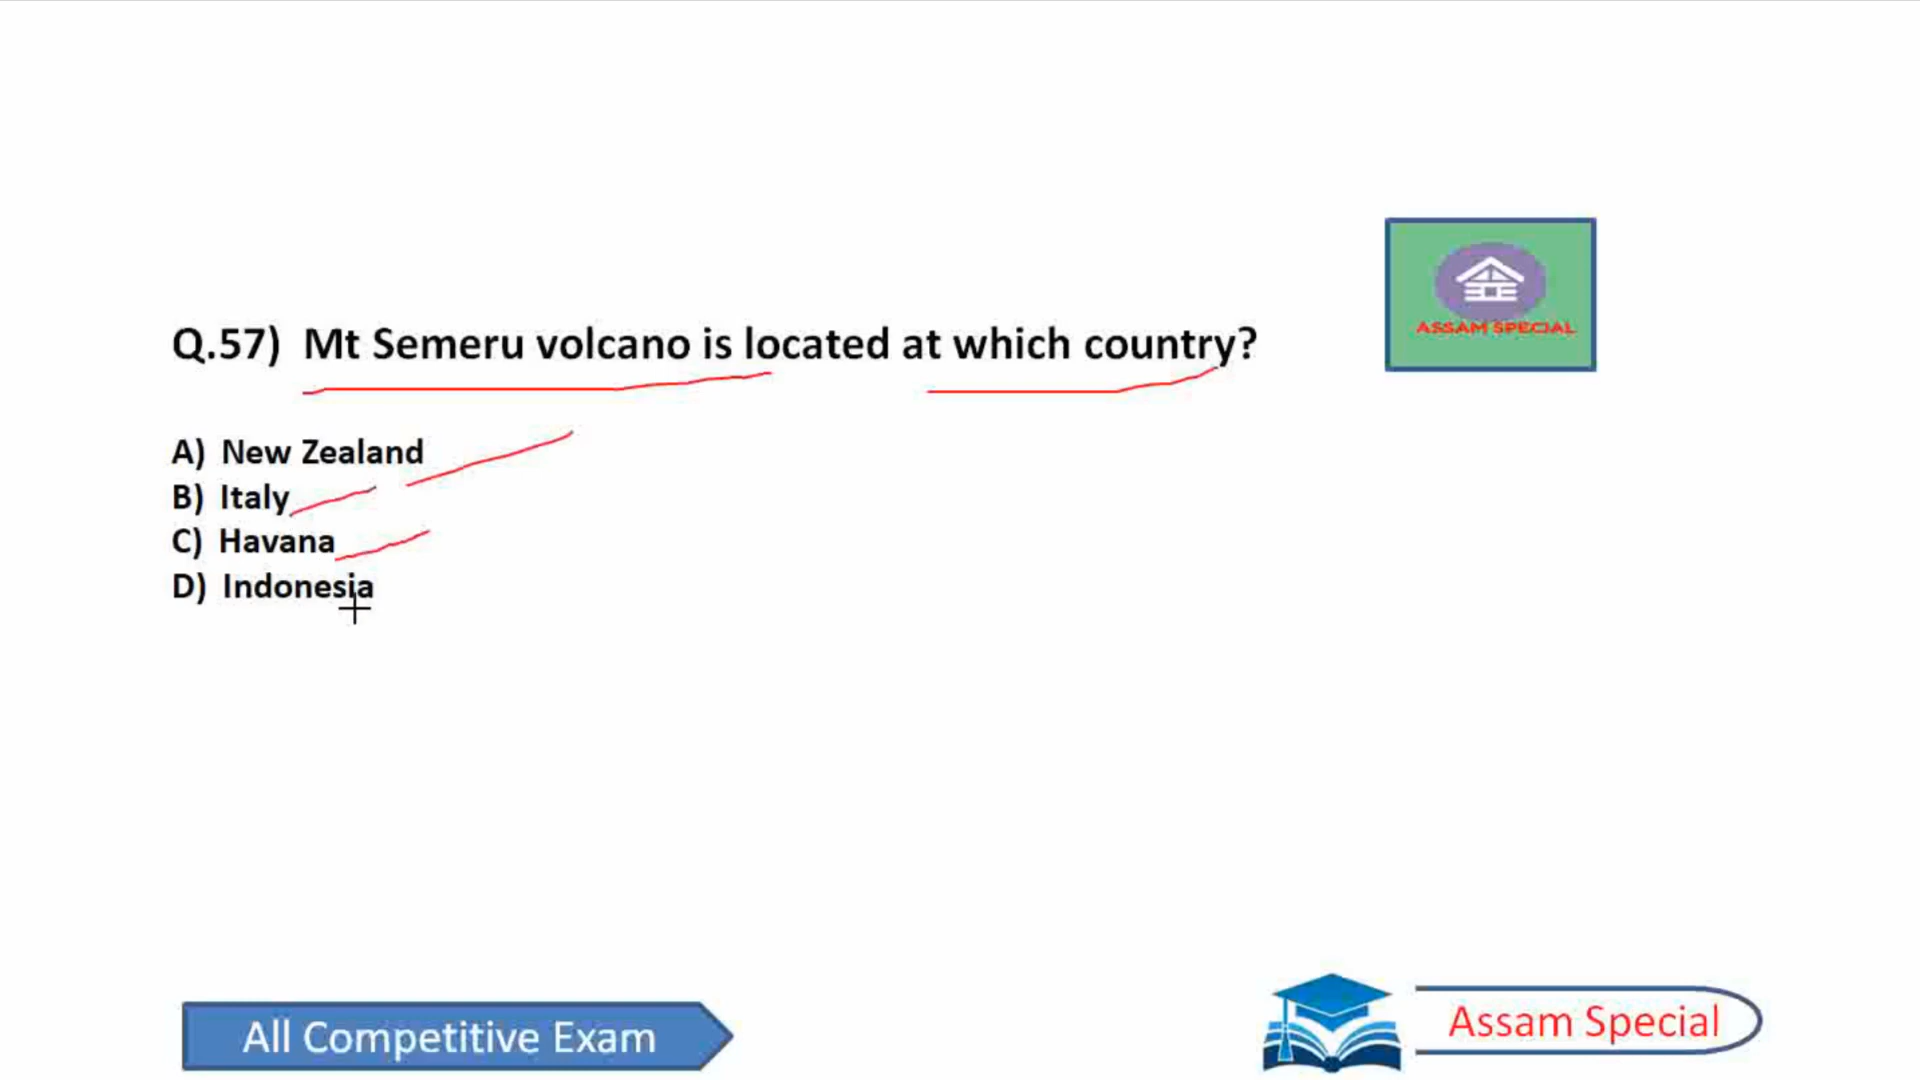 ASSAM SPECIAL
Q.57) Mt Semeru volcano is located at which country?
A) New Zealand
B) Italy
C) Havana
D) Indonesia
All Competitive Exam
Assam Special